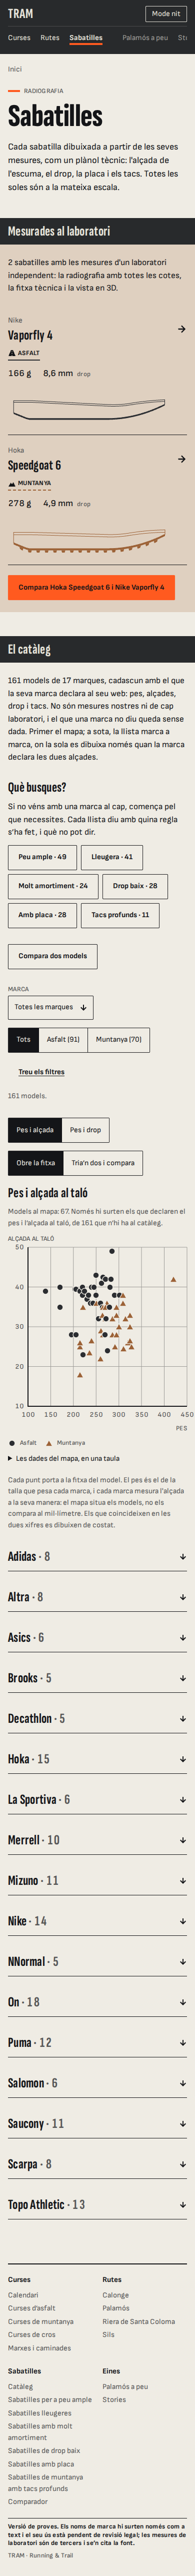 TRAM
Mode nit
Curses Rutes Sabatilles Palamós a peu
Inici
RADIOGRAFIA
Sabatilles
Cada sabatilla dibuixada a partir de les seves
mesures, com un plànol tècnic: l'alçada de
l'escuma, el drop, la placa i els tacs. Totes les
soles són a la mateixa escala.
Mesurades al laboratori
2 sabatilles amb les mesures d'un laboratori
independent: la radiografia amb totes les cotes,
la fitxa tècnica i la vista en 3D.
Nike
Vaporfly 4
ASFALT
166 g 8,6 mm drop
Hoka
Speedgoat 6
MUNTANYA
278 g 4,9 mm drop
Compara Hoka Speedgoat 6 i Nike Vaporfly 4
El catàleg
161 models de 17 marques, cadascun amb el que
la seva marca declara al seu web: pes, alçades,
drop i tacs. No són mesures nostres ni de cap
laboratori, i el que una marca no diu queda sense
dada. Primer el mapa; a sota, la llista marca a
marca, on la sola es dibuixa només quan la marca
declara les dues alçades.
Què busques?
Si no véns amb una marca al cap, comença pel
que necessites. Cada llista diu amb quina regla
s'ha fet, i què no pot dir.
Peu ample · 49
Lleugera · 41
Molt amortiment · 24
Drop baix · 28
Amb placa · 28
Tacs profunds · 11
Compara dos models
MARCA
Totes les marques
Tots Asfalt (91) Muntanya (70)
Treu els filtres
161 models.
Pes i alçada Pes i drop
Obre la fitxa Tria'n dos i compara
Pes i alçada al taló
Models al mapa: 67. Només hi surten els que declaren el
pes i l'alçada al taló, de 161 que n'hi ha al catàleg.
ALÇADA AL TALÓ
50
40
30
20
10
100 150 200 250 300 350 400 450
PES
Asfalt Muntanya
Les dades del mapa, en una taula
Cada punt porta a la fitxa del model. El pes és el de la
talla que pesa cada marca, i cada marca mesura l'alçada
a la seva manera: el mapa situa els models, no els
compara al mil·límetre. Els que coincideixen en les
dues xifres es dibuixen de costat.
Adidas · 8
Altra · 8
Asics · 6
Brooks · 5
Decathlon · 5
Hoka · 15
La Sportiva · 6
Merrell · 10
Mizuno · 11
Nike · 14
NNormal · 5
On · 18
Puma · 12
Salomon · 6
Saucony · 11
Scarpa · 8
Topo Athletic · 13
Curses
Calendari
Curses d'asfalt
Curses de muntanya
Curses de cros
Marxes i caminades
Rutes
Calonge
Palamós
Riera de Santa Coloma
Sils
Sabatilles
Catàleg
Sabatilles per a peu ample
Sabatilles lleugeres
Sabatilles amb molt
amortiment
Sabatilles de drop baix
Sabatilles amb placa
Sabatilles de muntanya
amb tacs profunds
Comparador
Eines
Palamós a peu
Stories
Versió de proves. Els noms de marca hi surten només com a
text i el seu ús està pendent de revisió legal; les mesures de
laboratori són de tercers i se'n cita la font.
TRAM · Running & Trail